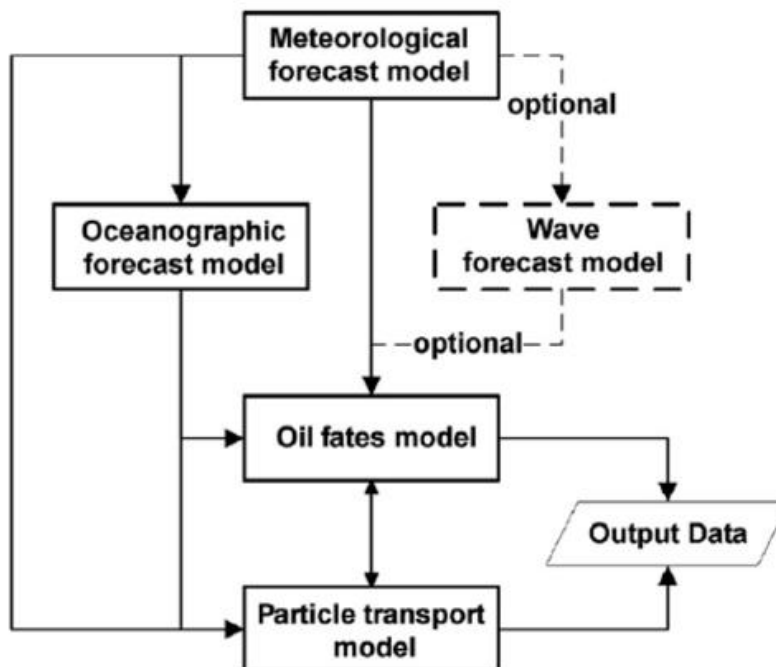 Meteorological
forecast model
optional
Oceanographic
forecast model
Wave
forecast model
optional
Oil fates model
Output Data
Particle transport
model